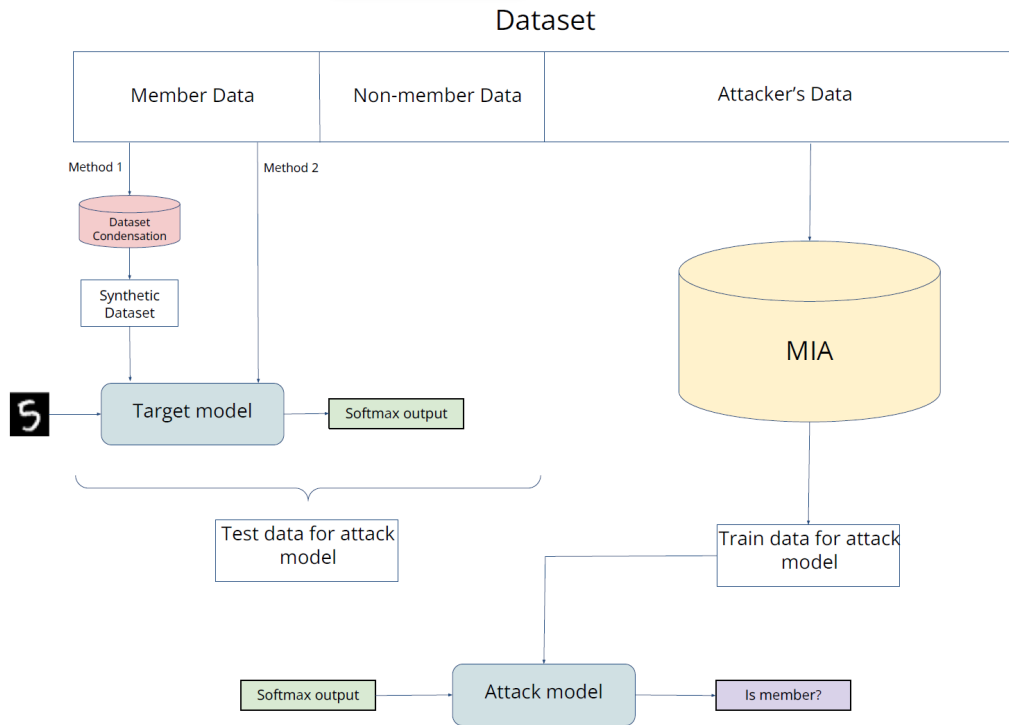 Dataset
Member Data
Non-member Data
Attacker's Data
Method 1
Method 2
Dataset
Condensation
Synthetic
Dataset
MIA
5
Target model
Softmax output
Test data for attack
model
Train data for attack
model
Softmax output
Attack model
Is member?